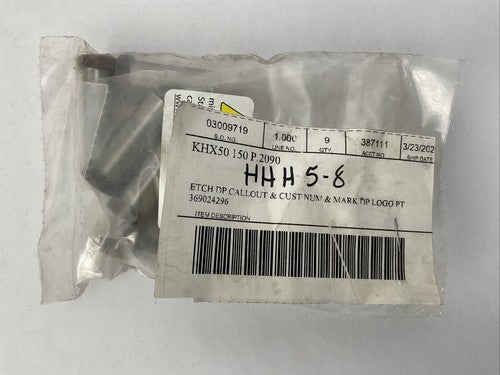 03009719 1.000 9 387111 3/23/202
S.O. NO. LINE NO. QTY. ACCT NO. SHIP DATE
KHX50 150 P.2090
HHH 5-8
ETCH DP CALLOUT & CUST NUM & MARK DP LOGO PT
369024296
ITEM DESCRIPTION